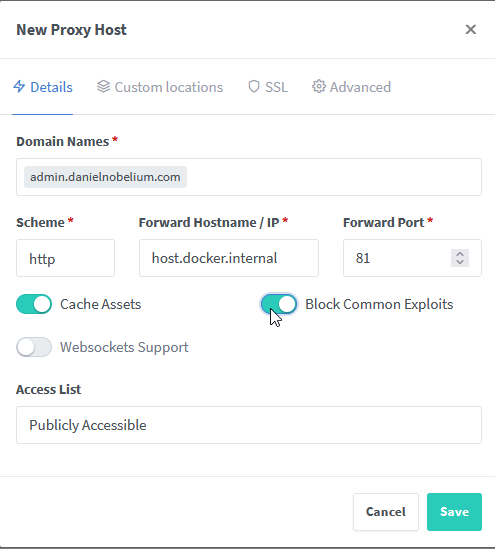 New Proxy Host
Details Custom locations SSL Advanced
Domain Names *
admin.danielnobelium.com
Scheme * Forward Hostname / IP * Forward Port *
http host.docker.internal 81
Cache Assets Block Common Exploits
Websockets Support
Access List
Publicly Accessible
Cancel Save